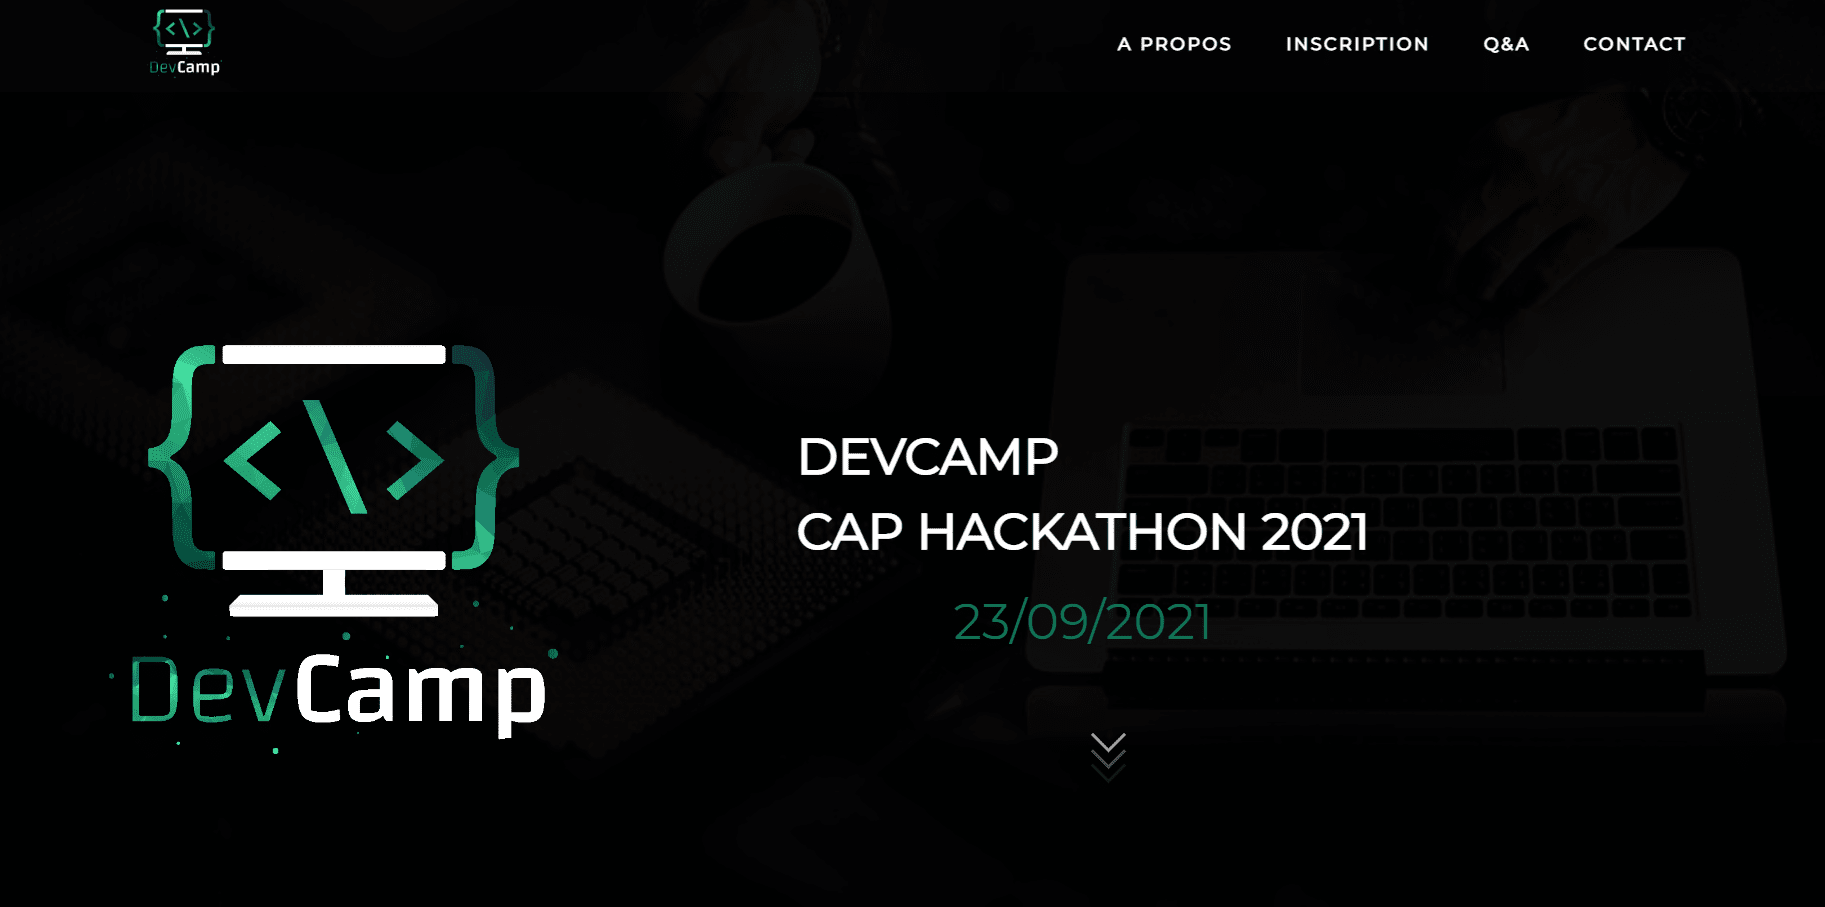 DevCamp
A PROPOS
INSCRIPTION
Q&A
CONTACT
<\>
DevCamp
DEVCAMP
CAP HACKATHON 2021
23/09/2021